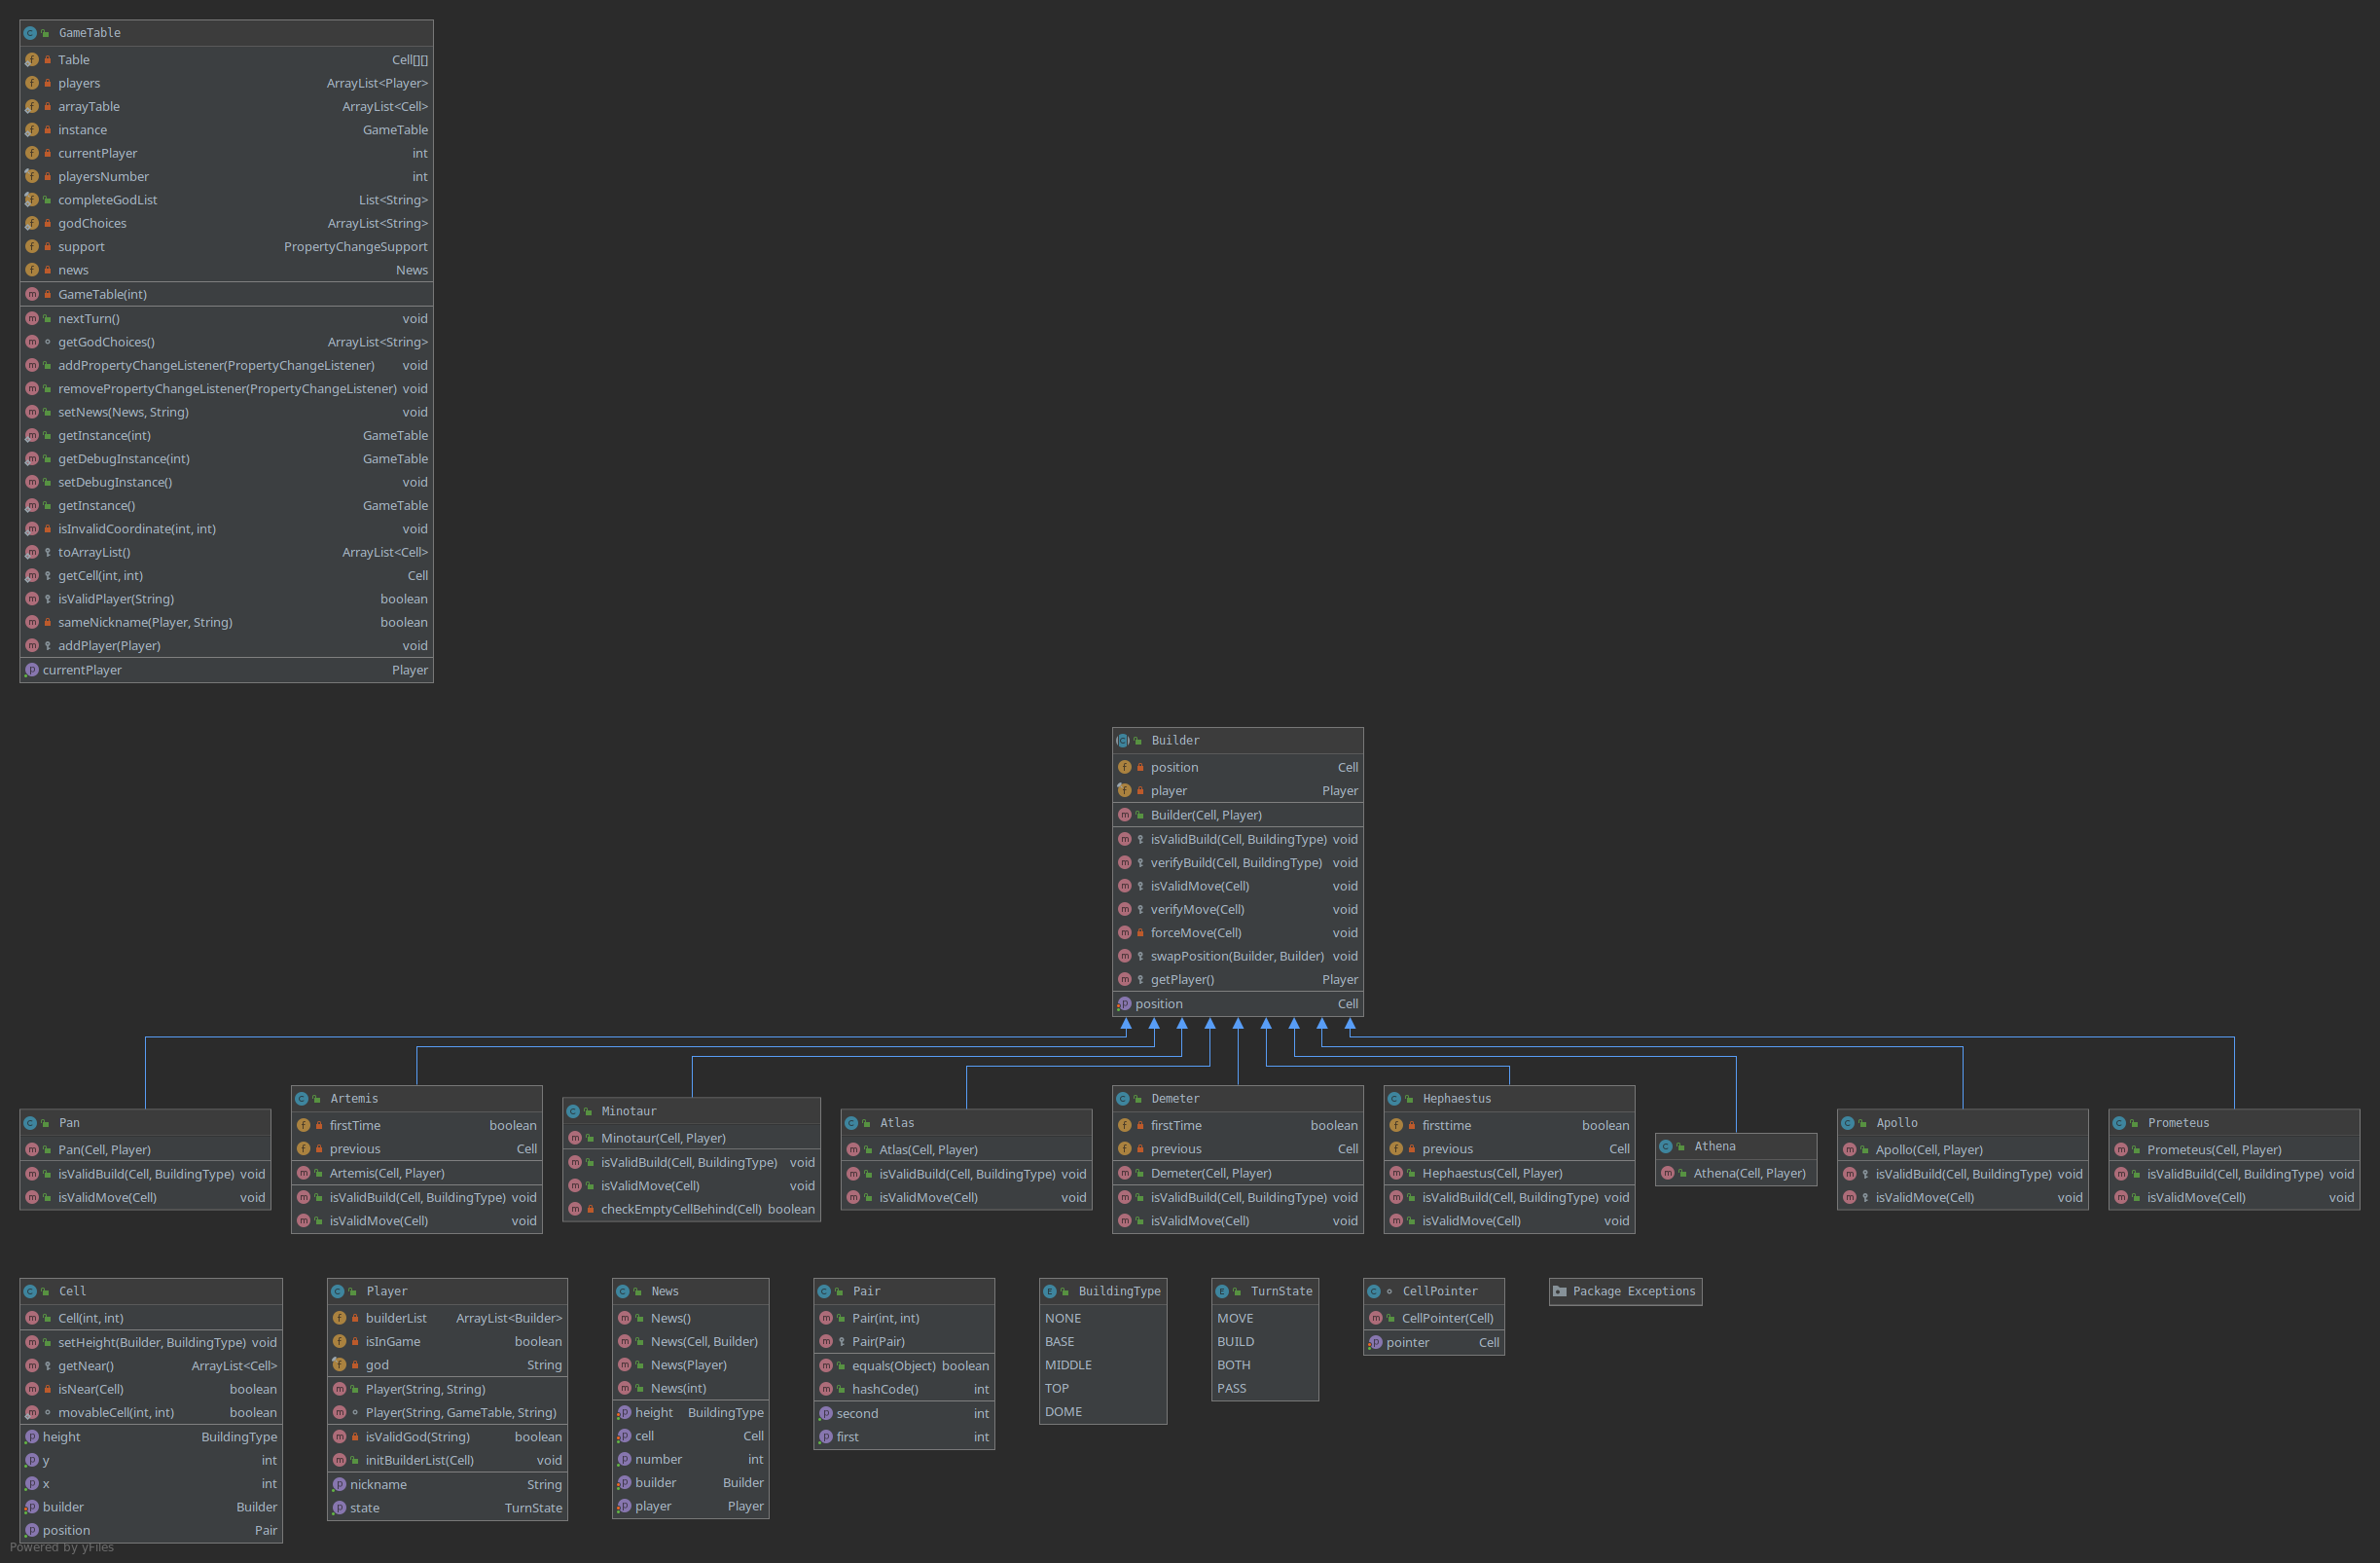 GameTable
Table Cell[][]
players ArrayList<Player>
arrayTable ArrayList<Cell>
instance GameTable
currentPlayer int
playersNumber int
completeGodList List<String>
godChoices ArrayList<String>
support PropertyChangeSupport
news News
GameTable(int)
nextTurn() void
getGodChoices() ArrayList<String>
addPropertyChangeListener(PropertyChangeListener) void
removePropertyChangeListener(PropertyChangeListener) void
setNews(News, String) void
getInstance(int) GameTable
getDebugInstance(int) GameTable
setDebugInstance() void
getInstance() GameTable
isInvalidCoordinate(int, int) void
toArrayList() ArrayList<Cell>
getCell(int, int) Cell
isValidPlayer(String) boolean
sameNickname(Player, String) boolean
addPlayer(Player) void
currentPlayer Player
Builder
position Cell
player Player
Builder(Cell, Player)
isValidBuild(Cell, BuildingType) void
verifyBuild(Cell, BuildingType) void
isValidMove(Cell) void
verifyMove(Cell) void
forceMove(Cell) void
swapPosition(Builder, Builder) void
getPlayer() Player
position Cell
Pan
Pan(Cell, Player)
isValidBuild(Cell, BuildingType) void
isValidMove(Cell) void
Artemis
firstTime boolean
previous Cell
Artemis(Cell, Player)
isValidBuild(Cell, BuildingType) void
isValidMove(Cell) void
Minotaur
Minotaur(Cell, Player)
isValidBuild(Cell, BuildingType) void
isValidMove(Cell) void
checkEmptyCellBehind(Cell) boolean
Atlas
Atlas(Cell, Player)
isValidBuild(Cell, BuildingType) void
isValidMove(Cell) void
Demeter
firstTime boolean
previous Cell
Demeter(Cell, Player)
isValidBuild(Cell, BuildingType) void
isValidMove(Cell) void
Hephaestus
firsttime boolean
previous Cell
Hephaestus(Cell, Player)
isValidBuild(Cell, BuildingType) void
isValidMove(Cell) void
Athena
Athena(Cell, Player)
Apollo
Apollo(Cell, Player)
isValidBuild(Cell, BuildingType) void
isValidMove(Cell) void
Prometeus
Prometeus(Cell, Player)
isValidBuild(Cell, BuildingType) void
isValidMove(Cell) void
Cell
Cell(int, int)
setHeight(Builder, BuildingType) void
getNear() ArrayList<Cell>
isNear(Cell) boolean
movableCell(int, int) boolean
height BuildingType
y int
x int
builder Builder
position Pair
Player
builderList ArrayList<Builder>
isInGame boolean
god String
Player(String, String)
Player(String, GameTable, String)
isValidGod(String) boolean
initBuilderList(Cell) void
nickname String
state TurnState
News
News()
News(Cell, Builder)
News(Player)
News(int)
height BuildingType
cell Cell
number int
builder Builder
player Player
Pair
Pair(int, int)
Pair(Pair)
equals(Object) boolean
hashCode() int
second int
first int
BuildingType
NONE
BASE
MIDDLE
TOP
DOME
TurnState
MOVE
BUILD
BOTH
PASS
CellPointer
CellPointer(Cell)
pointer Cell
Package Exceptions
Powered by yFiles